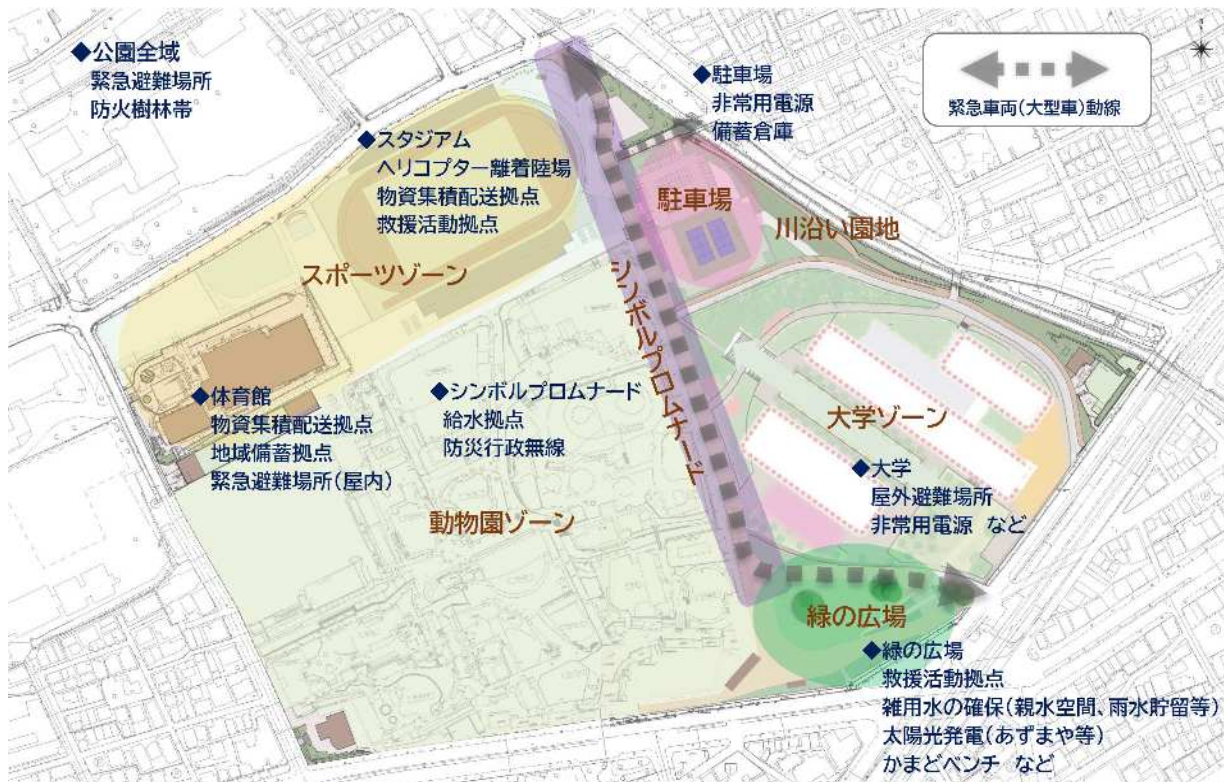 ◆公園全域
緊急避難場所
防火樹林帯
緊急車両(大型車)動線
◆駐車場
非常用電源
備蓄倉庫
◆スタジアム
ヘリコプター離着陸場
物資集積配送拠点
救援活動拠点
駐車場
川沿い園地
スポーツゾーン
シンボルプロムナード
◆体育館
物資集積配送拠点
地域備蓄拠点
緊急避難場所(屋内)
◆シンボルプロムナード
給水拠点
防災行政無線
大学ゾーン
◆大学
屋外避難場所
非常用電源 など
動物園ゾーン
緑の広場
◆緑の広場
救援活動拠点
雑用水の確保(親水空間、雨水貯留等)
太陽光発電(あずまや等)
かまどベンチ など